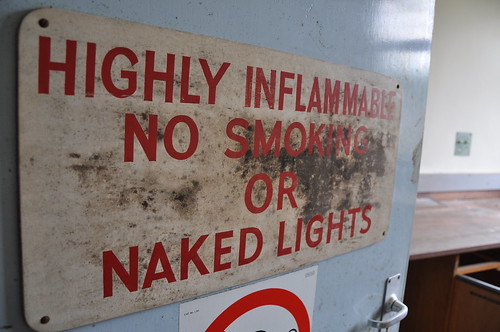 HIGHLY INFLAMMABLE
NO SMOKING
OR
NAKED LIGHTS